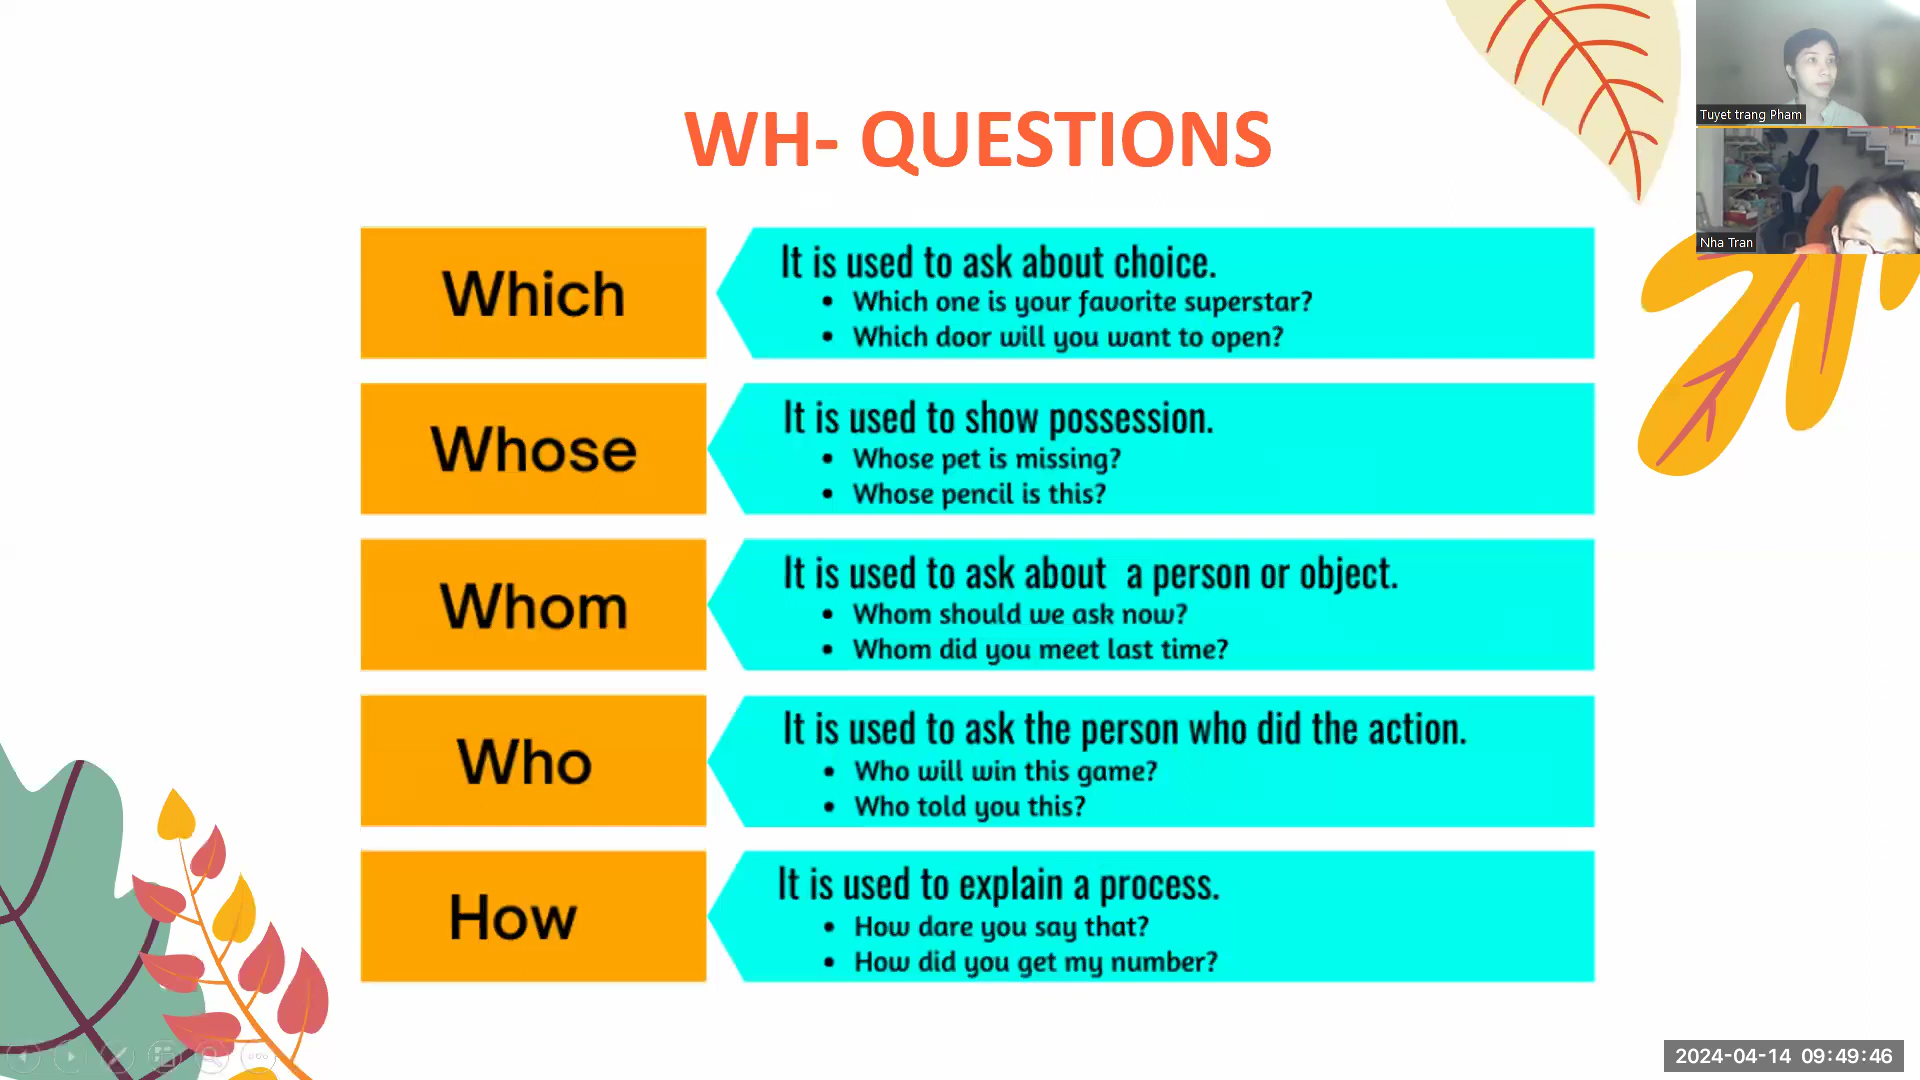 WH- QUESTIONS
Which
It is used to ask about choice.
• Which one is your favorite superstar?
• Which door will you want to open?
Whose
It is used to show possession.
• Whose pet is missing?
• Whose pencil is this?
Whom
It is used to ask about  a person or object.
• Whom should we ask now?
• Whom did you meet last time?
Who
It is used to ask the person who did the action.
• Who will win this game?
• Who told you this?
How
It is used to explain a process.
• How dare you say that?
• How did you get my number?
Tuyet trang Pham
Nha Tran
2024-04-14 09:49:46